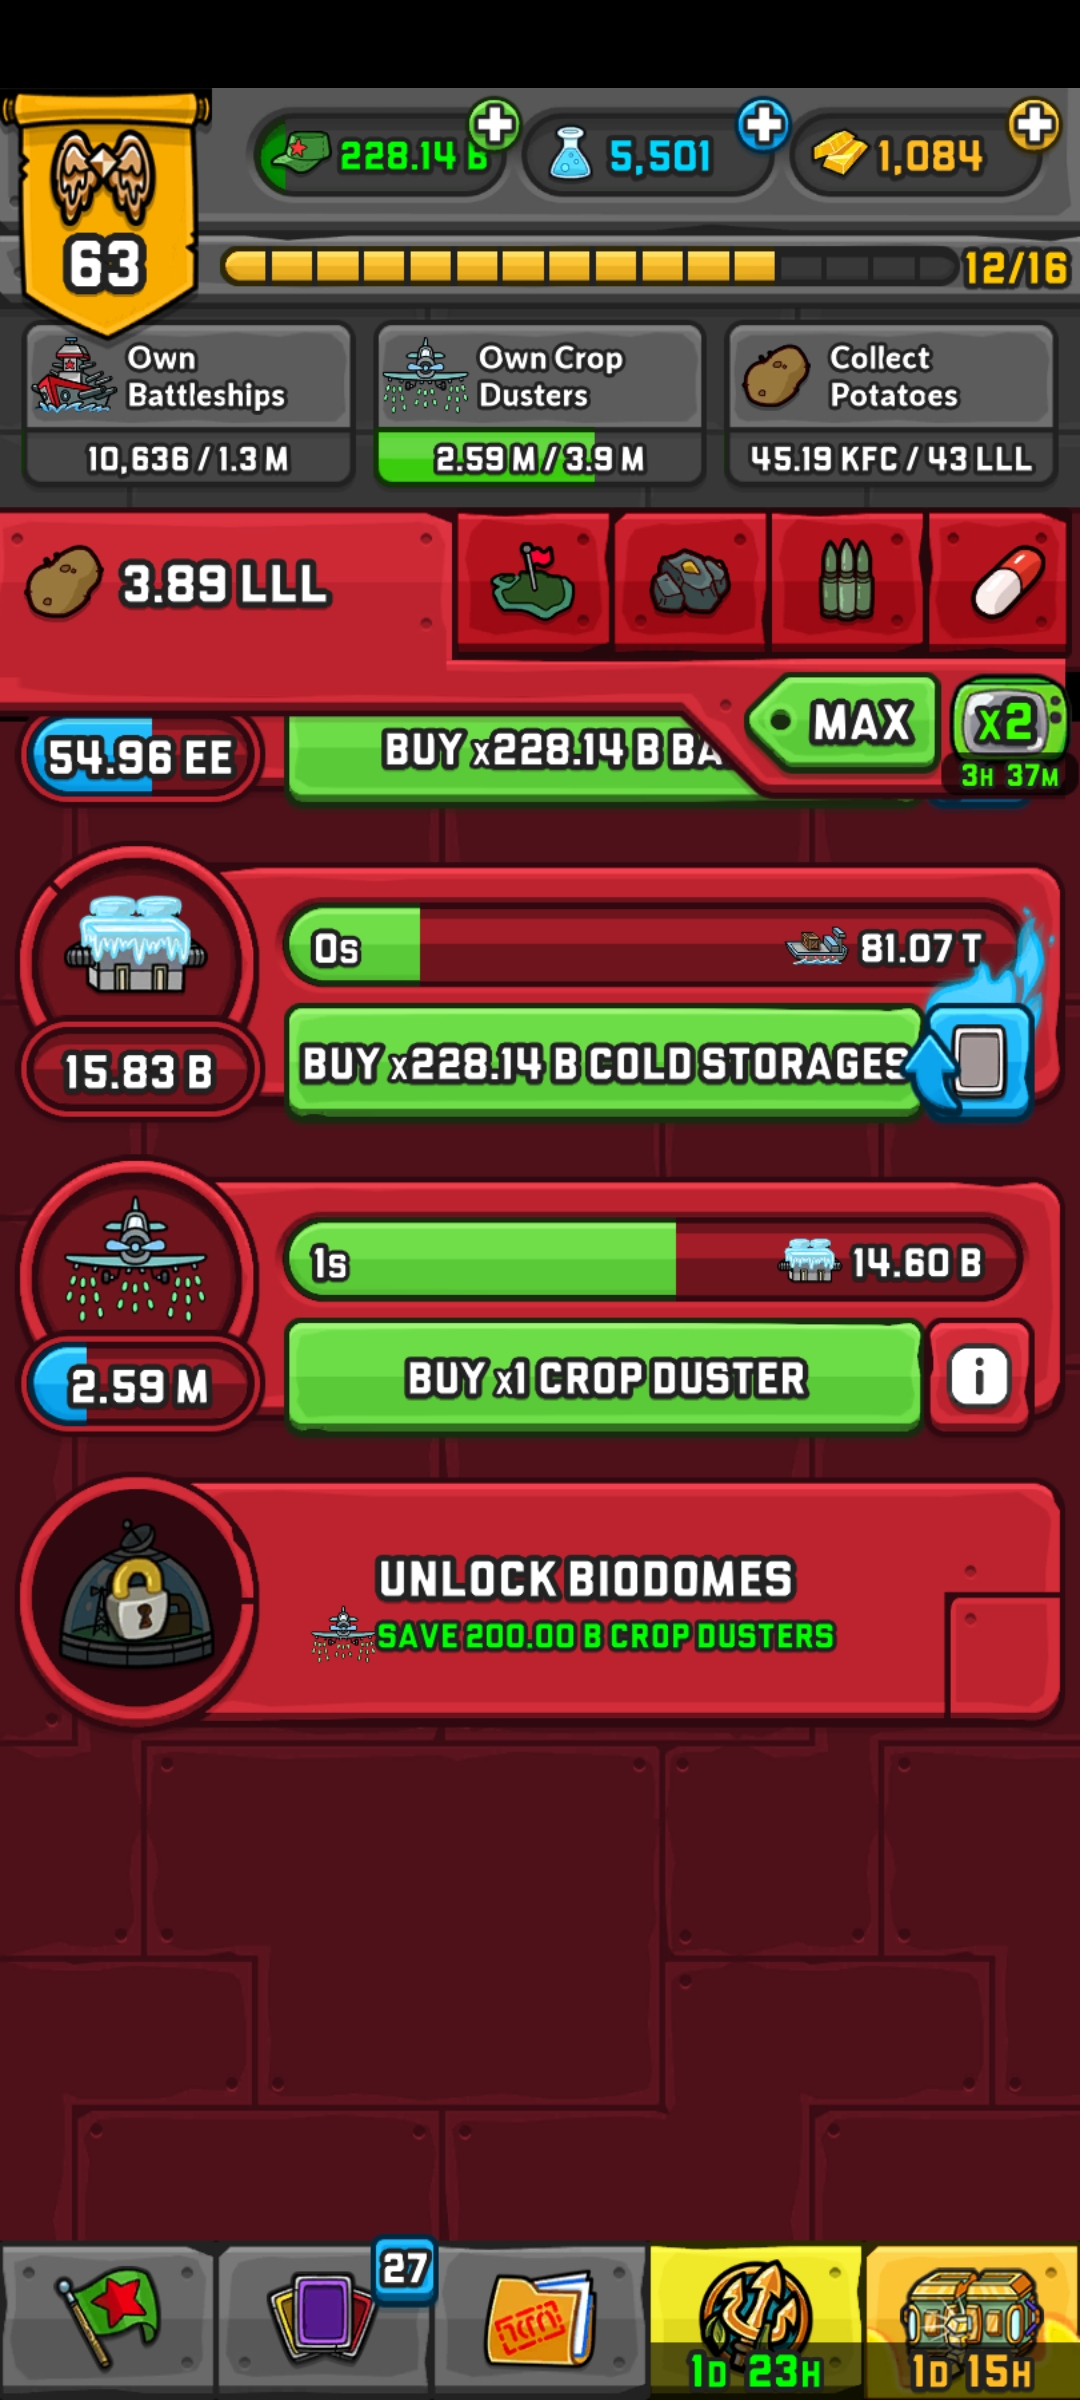 228.14 B
5,501
1,084
63
12/16
Own Battleships
10,636 / 1.3 M
Own Crop Dusters
2.59 M / 3.9 M
Collect Potatoes
45.19 KFC / 43 LLL
3.89 LLL
MAX
x2
3H 37M
54.96 EE
BUY x228.14 B BA
0s
81.07 T
15.83 B
BUY x228.14 B COLD STORAGES
1s
14.60 B
2.59 M
BUY x1 CROP DUSTER
i
UNLOCK BIODOMES
SAVE 200.00 B CROP DUSTERS
27
1D 23H
1D 15H